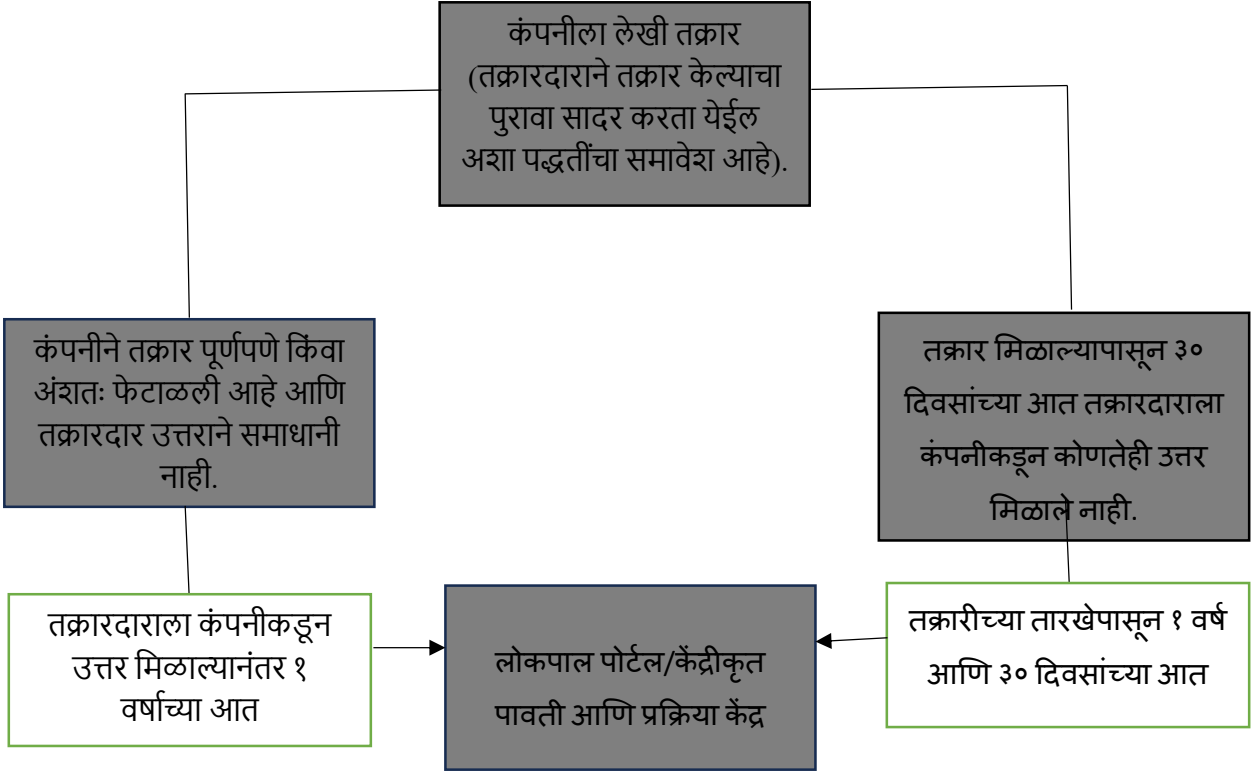 कंपनीला लेखी तक्रार
(तक्रारदाराने तक्रार केल्याचा
पुरावा सादर करता येईल
अशा पद्धतींचा समावेश आहे).
कंपनीने तक्रार पूर्णपणे किंवा
अंशतः फेटाळली आहे आणि
तक्रारदार उत्तराने समाधानी
नाही.
तक्रार मिळाल्यापासून ३०
दिवसांच्या आत तक्रारदाराला
कंपनीकडून कोणतेही उत्तर
मिळाले नाही.
तक्रारदाराला कंपनीकडून
उत्तर मिळाल्यानंतर १
वर्षाच्या आत
लोकपाल पोर्टल/केंद्रीकृत
पावती आणि प्रक्रिया केंद्र
तक्रारीच्या तारखेपासून १ वर्ष
आणि ३० दिवसांच्या आत